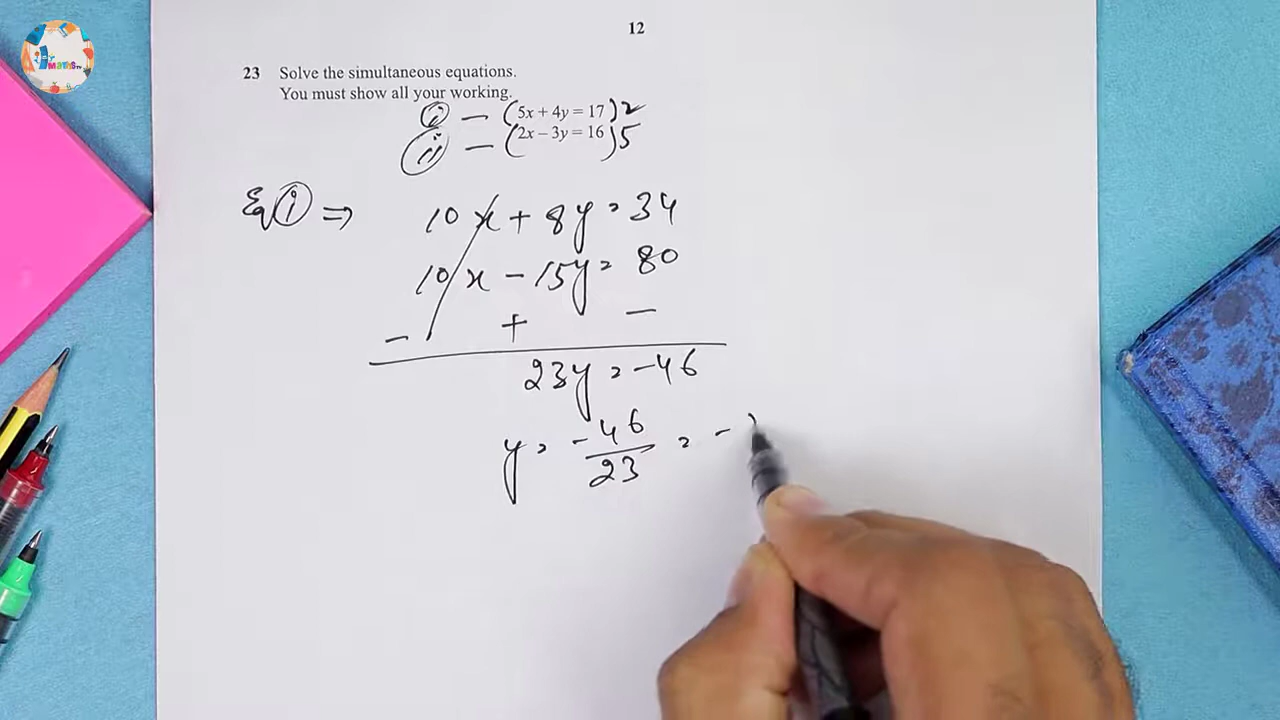 12
23 Solve the simultaneous equations.
You must show all your working.
(i) — (5x + 4y = 17)2
(ii) — (2x – 3y = 16)5
Eq (i) ⇒ 10x + 8y = 34
10x - 15y = 80
- + -
23y = -46
y = -46/23 = -
MATHS